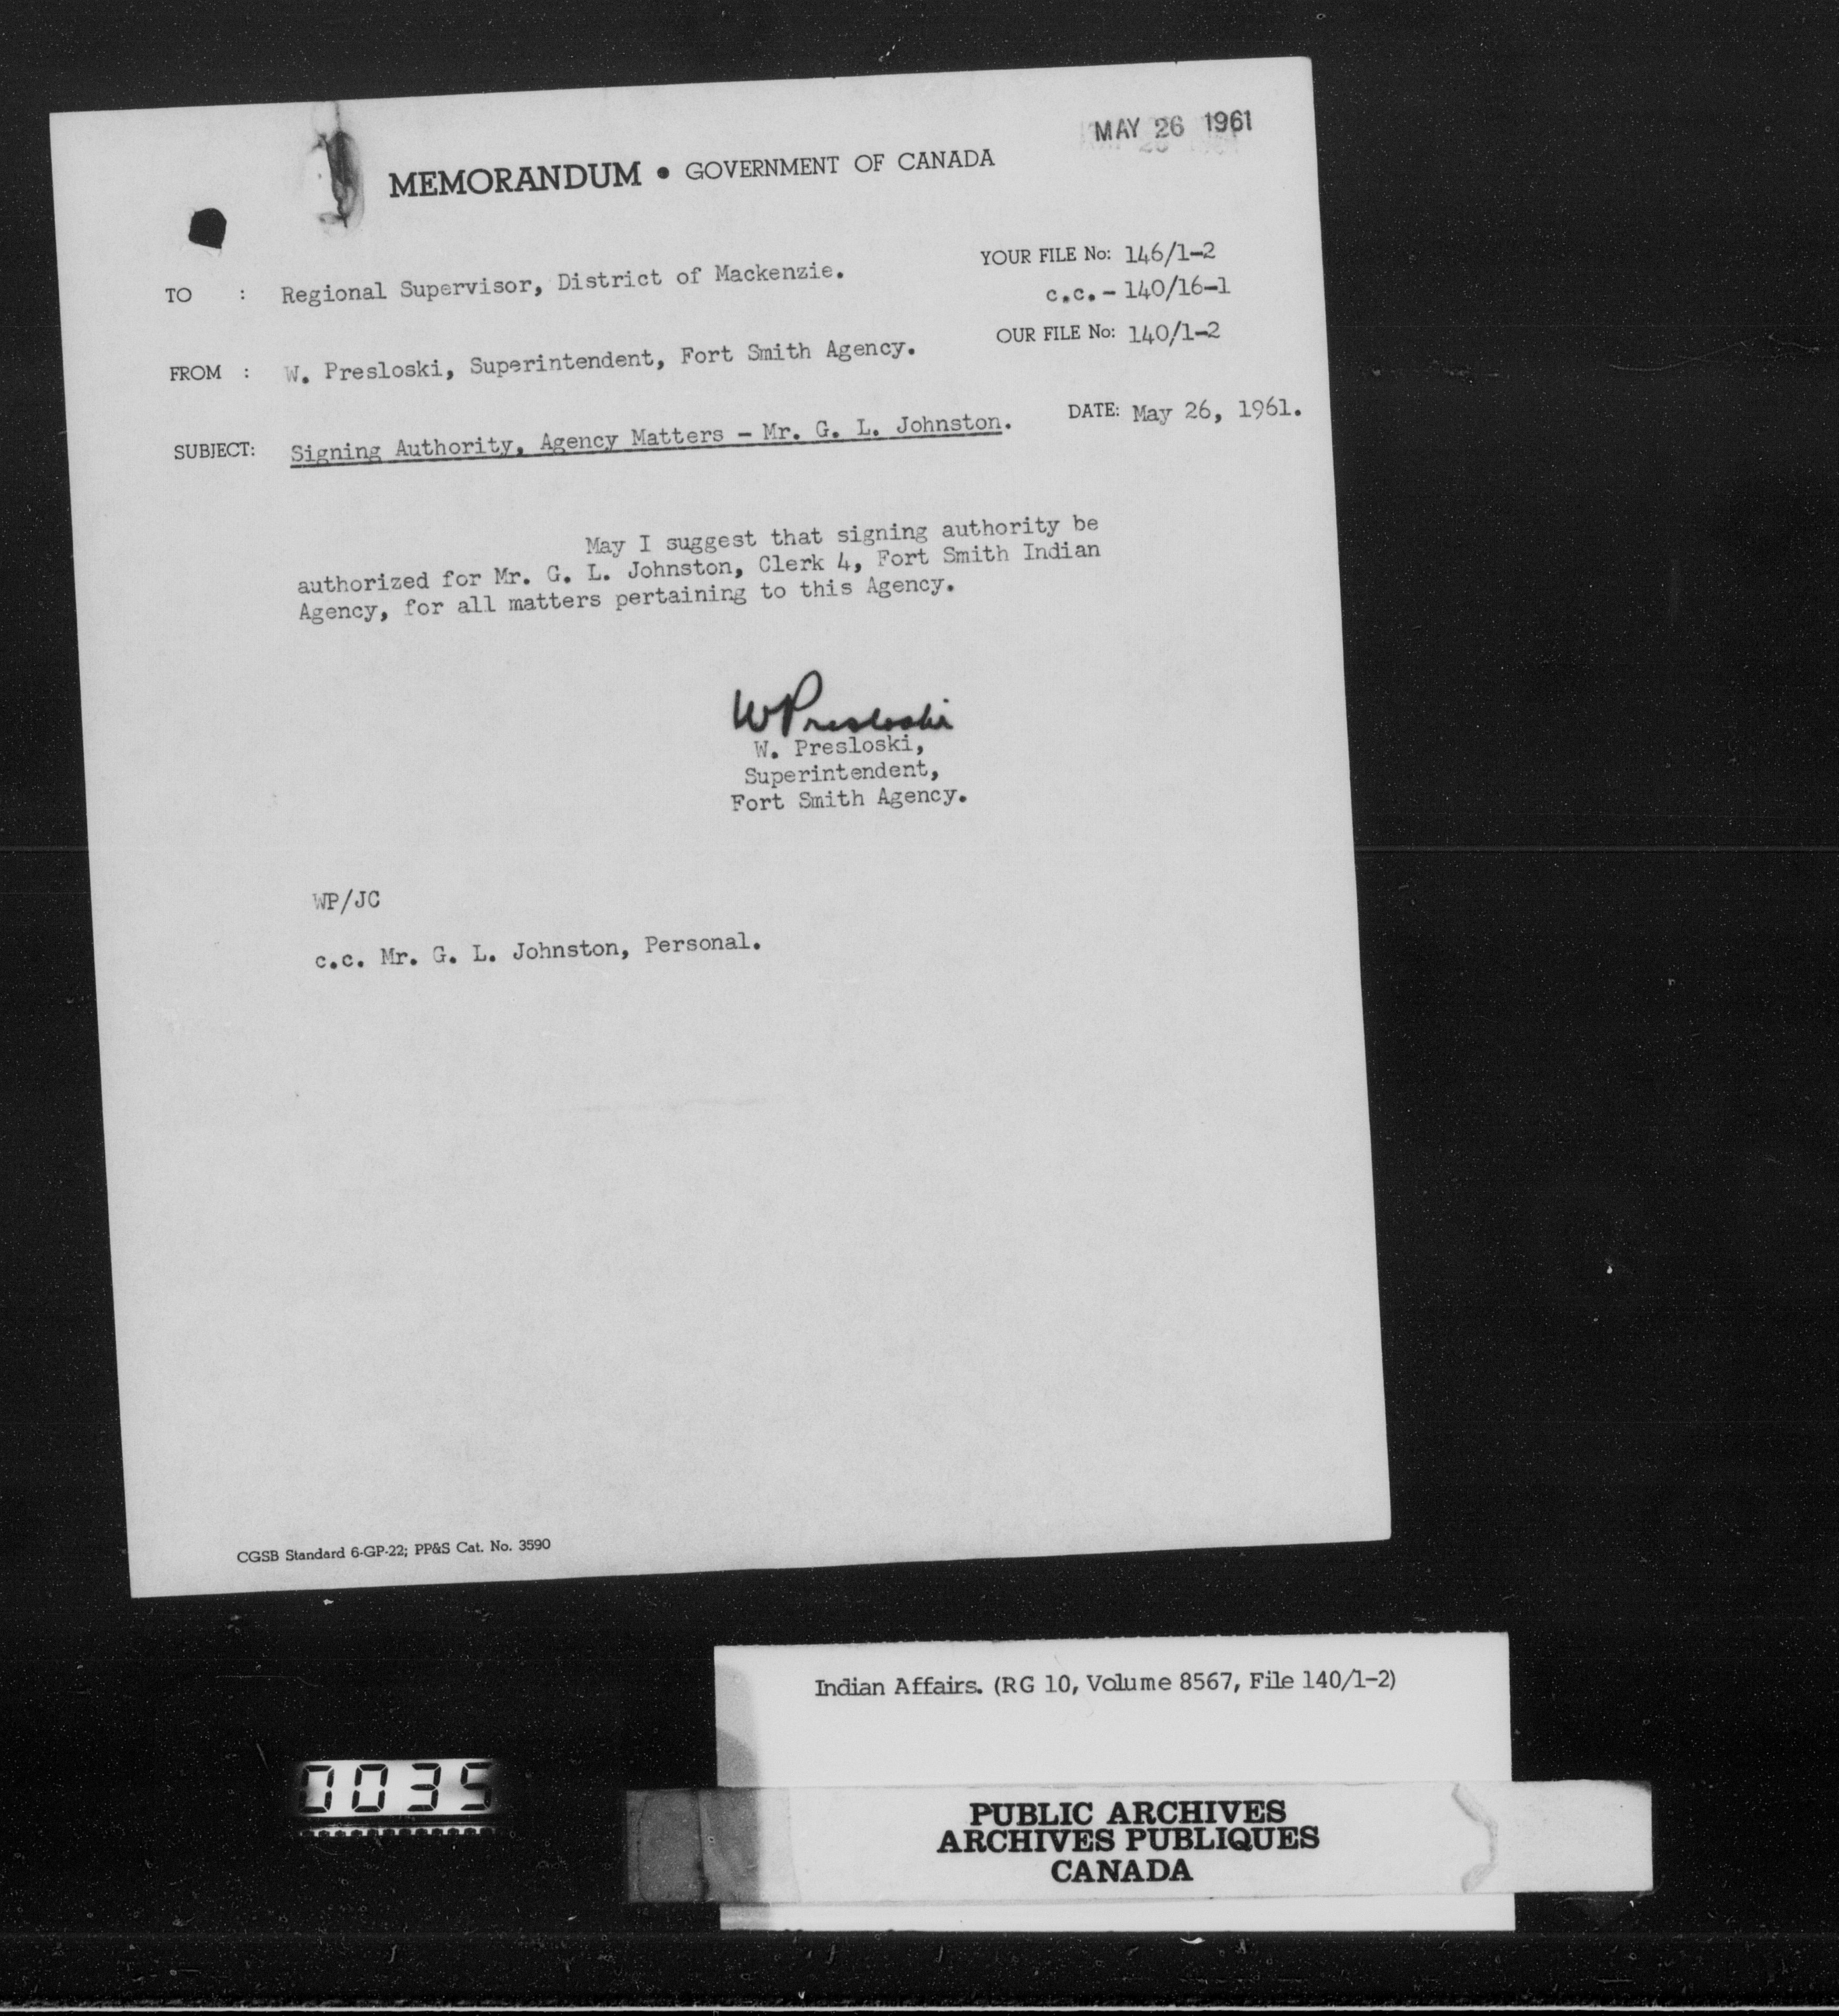 MAY 26 1961
MEMORANDUM • GOVERNMENT OF CANADA
YOUR FILE No: 146/1-2
c.c. - 140/16-1
TO : Regional Supervisor, District of Mackenzie.
OUR FILE No: 140/1-2
FROM : W. Presloski, Superintendent, Fort Smith Agency.
DATE: May 26, 1961.
SUBJECT: Signing Authority, Agency Matters - Mr. G. L. Johnston.
May I suggest that signing authority be
authorized for Mr. G. L. Johnston, Clerk 4, Fort Smith Indian
Agency, for all matters pertaining to this Agency.
WPresloski
W. Presloski,
Superintendent,
Fort Smith Agency.
WP/JC
c.c. Mr. G. L. Johnston, Personal.
CGSB Standard 6-GP-22; PP&S Cat. No. 3590
Indian Affairs. (RG 10, Volume 8567, File 140/1-2)
0035
PUBLIC ARCHIVES
ARCHIVES PUBLIQUES
CANADA